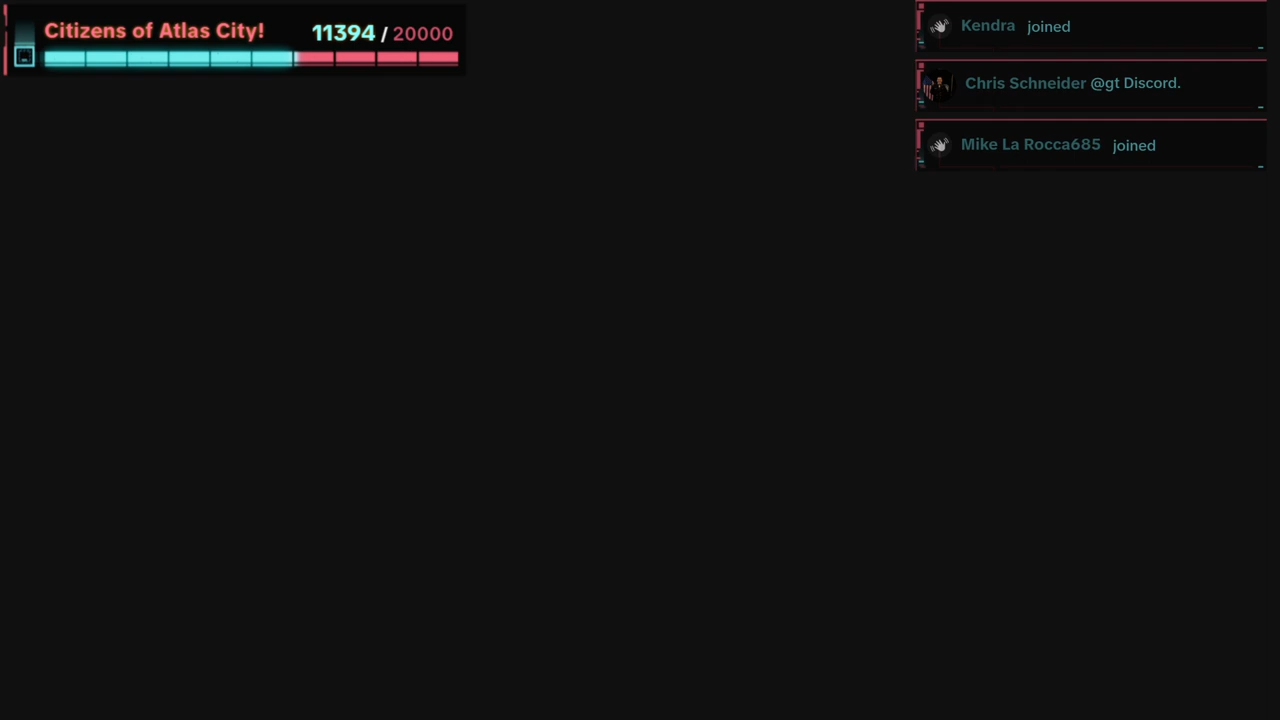 Citizens of Atlas City!
11394 / 20000
Kendra joined
Chris Schneider @gt Discord.
Mike La Rocca685 joined